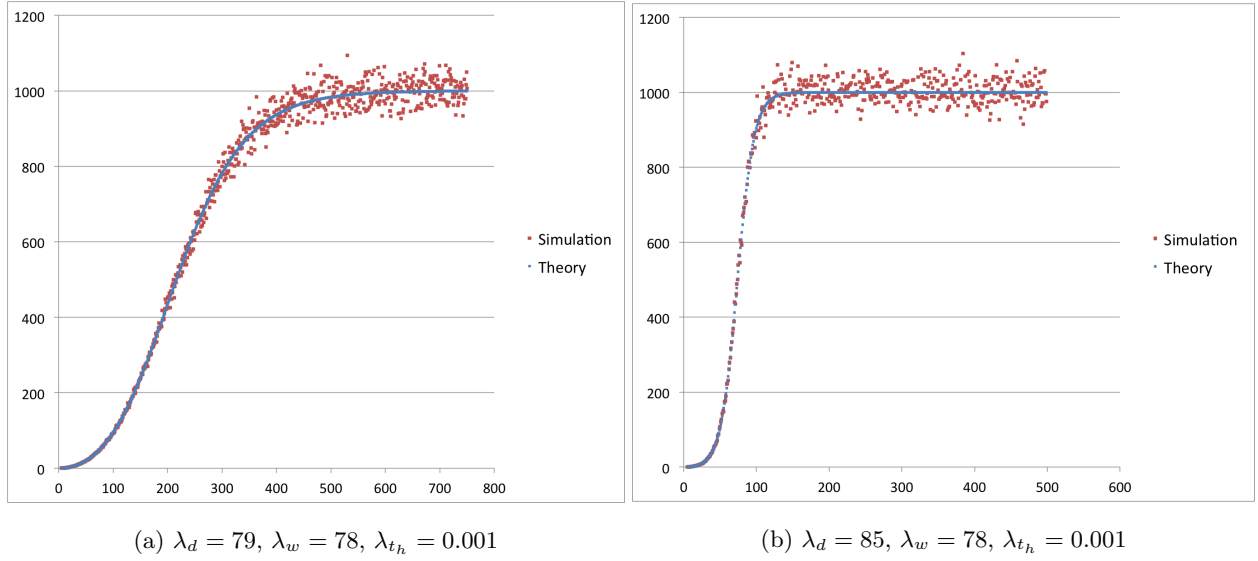 1200
1000
800
600
400
200
0
0 100 200 300 400 500 600 700 800
Simulation
Theory
(a) λ_d = 79, λ_w = 78, λ_{t_h} = 0.001
1200
1000
800
600
400
200
0
0 100 200 300 400 500 600
Simulation
Theory
(b) λ_d = 85, λ_w = 78, λ_{t_h} = 0.001